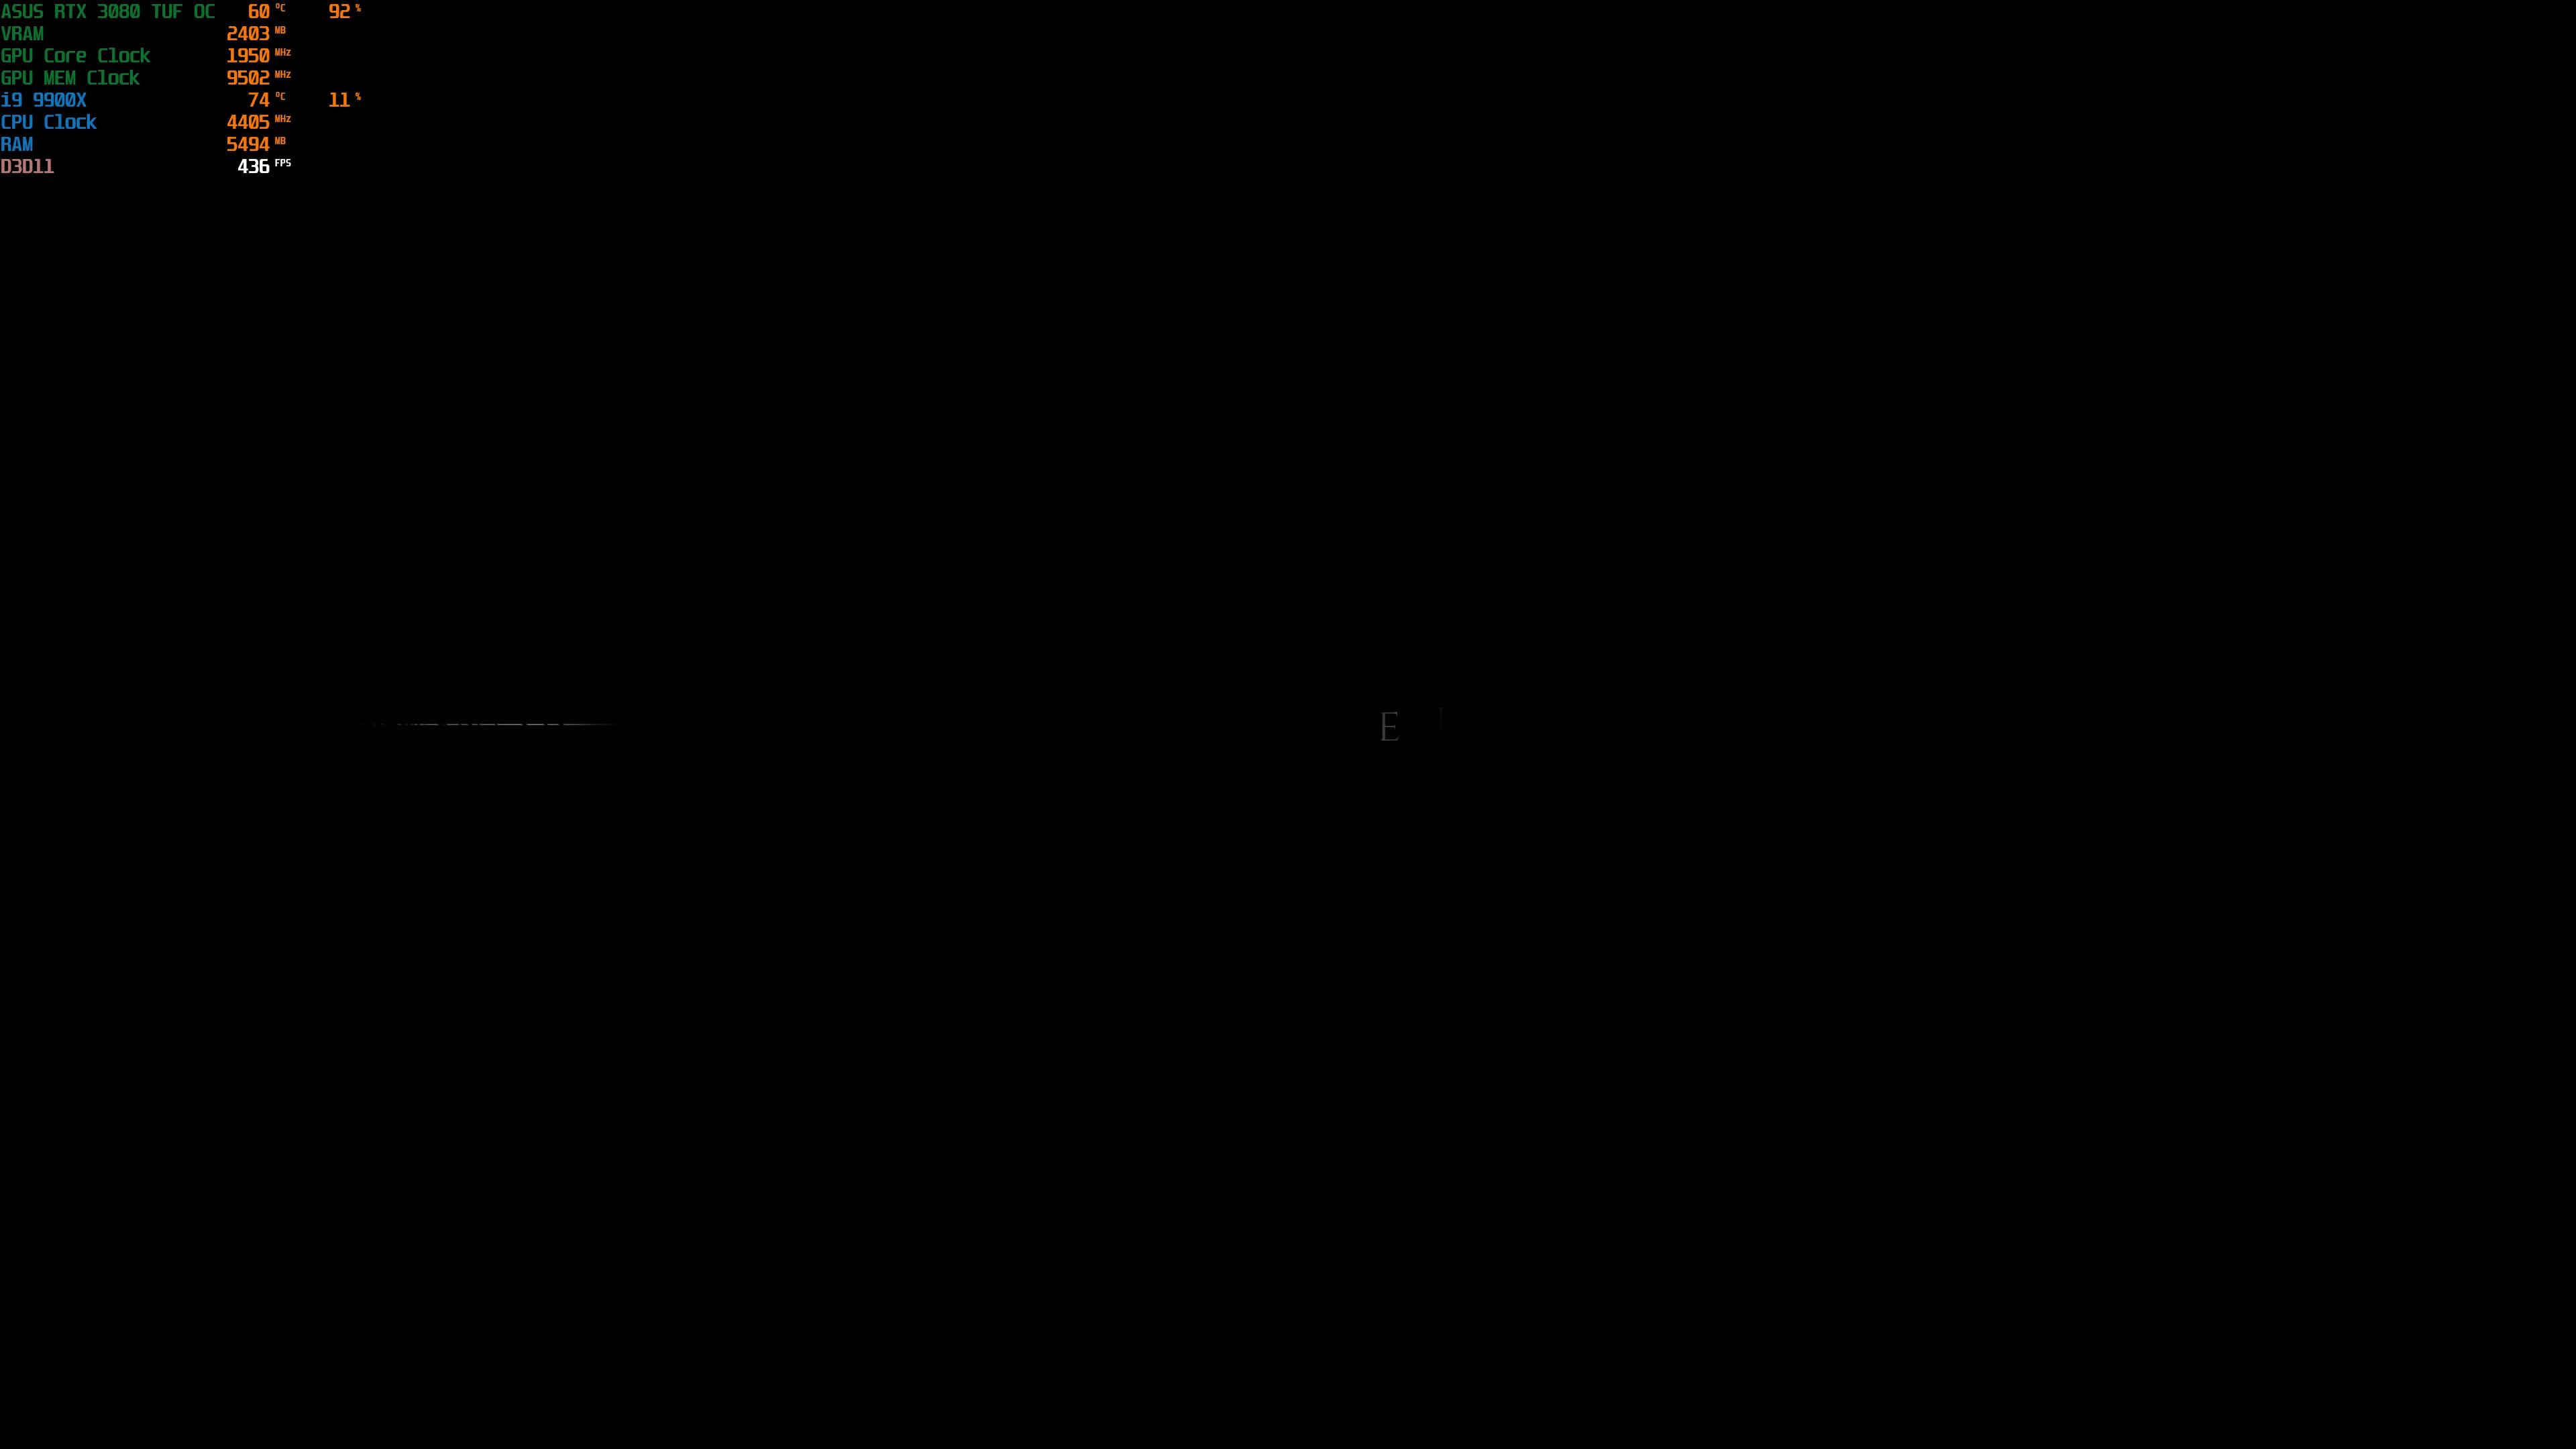 ASUS RTX 3080 TUF OC 60 °C 92 %
VRAM 2403 MB
GPU Core Clock 1950 MHz
GPU MEM Clock 9502 MHz
i9 9900X 74 °C 11 %
CPU Clock 4405 MHz
RAM 5494 MB
D3D11 436 FPS
E